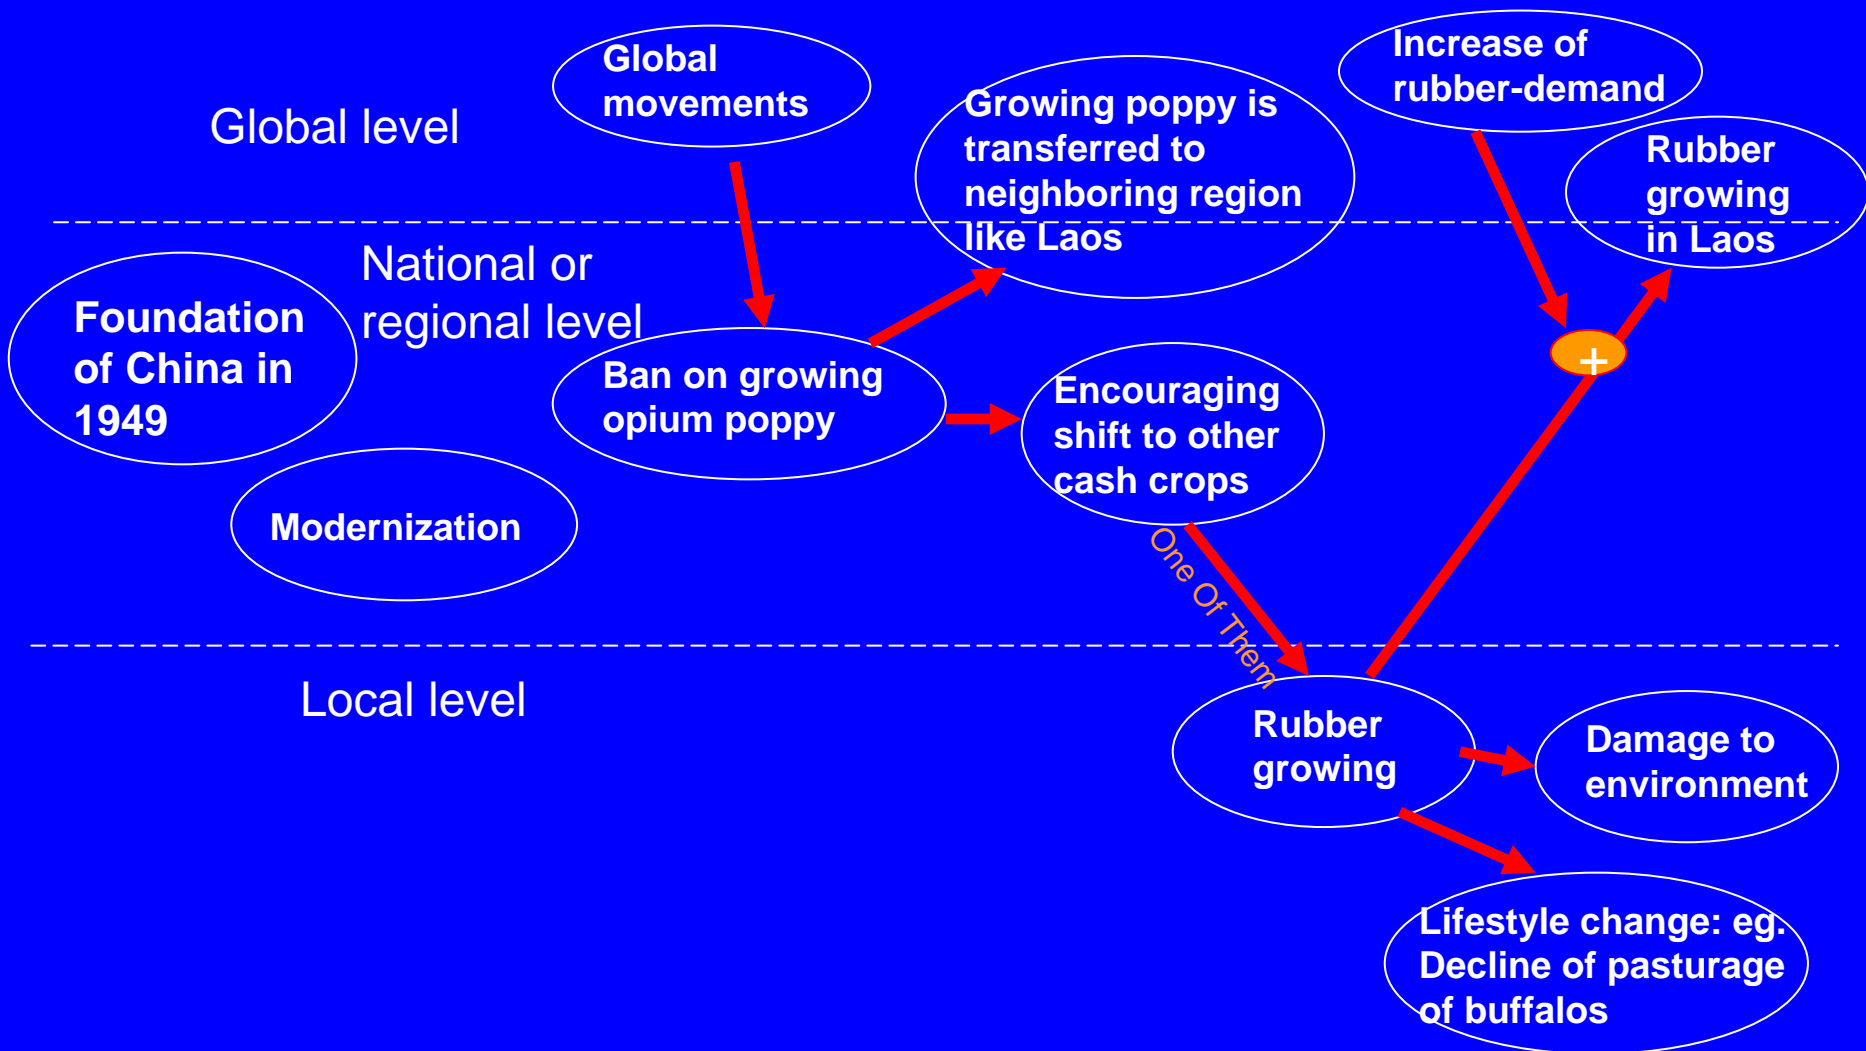 Global level
Global
movements
Growing poppy is
transferred to
neighboring region
like Laos
Increase of
rubber-demand
Rubber
growing
in Laos
National or
regional level
Foundation
of China in
1949
Modernization
Ban on growing
opium poppy
Encouraging
shift to other
cash crops
+
One Of Them
Local level
Rubber
growing
Damage to
environment
Lifestyle change: eg.
Decline of pasturage
of buffalos